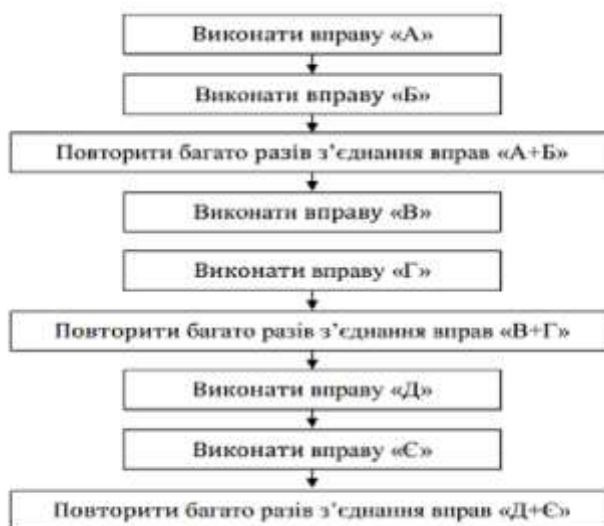 Виконати вправу «А»
Виконати вправу «Б»
Повторити багато разів з’єднання вправ «А+Б»
Виконати вправу «В»
Виконати вправу «Г»
Повторити багато разів з’єднання вправ «В+Г»
Виконати вправу «Д»
Виконати вправу «Є»
Повторити багато разів з’єднання вправ «Д+Є»